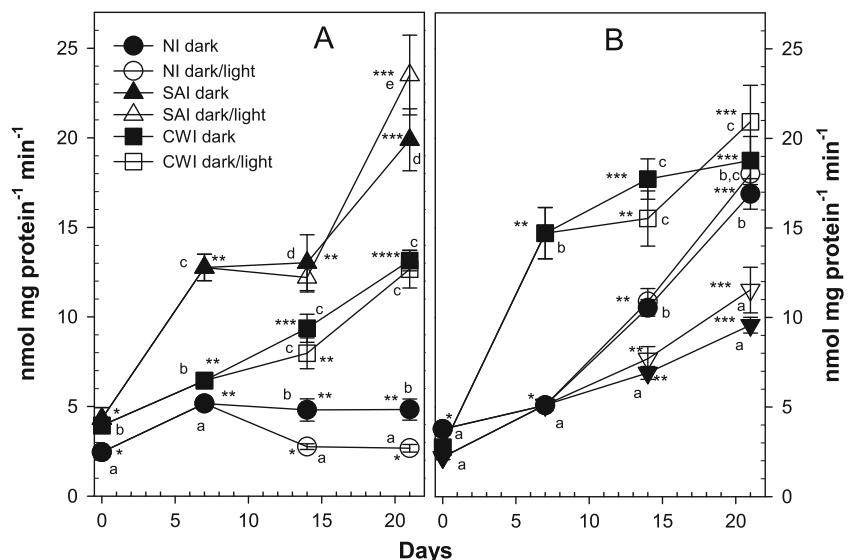 A
B
NI dark
NI dark/light
SAI dark
SAI dark/light
CWI dark
CWI dark/light
nmol mg protein-1 min-1
25
20
15
10
5
0
0 5 10 15 20
*** e
*** d
c **
d **
c
**** c
b **
*** c
c **
* b
a **
b **
** b
* a
a *
* a
0 5 10 15 20
25
20
15
10
5
0
nmol mg protein-1 min-1
*** c
***
b,c
***
b
*** c
** c
** b
** b
*** a
*** a
**
** a
* a
* a
a
Days